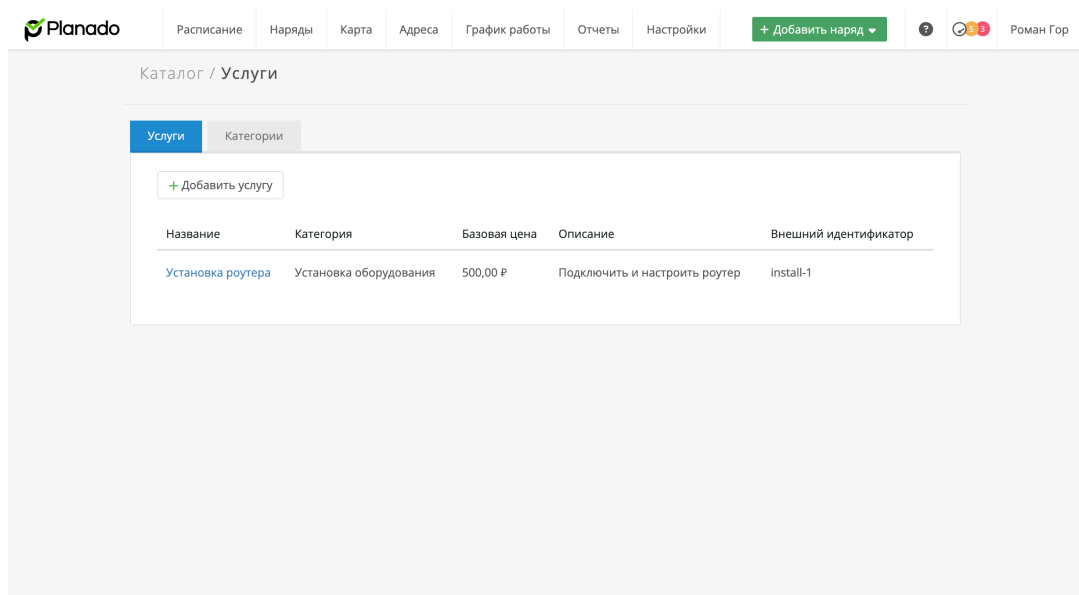 Planado Расписание Наряды Карта Адреса График работы Отчеты Настройки + Добавить наряд ? 5 3 Роман Гор
Каталог / Услуги
Услуги Категории
+ Добавить услугу
Название Категория Базовая цена Описание Внешний идентификатор
Установка роутера Установка оборудования 500,00 ₽ Подключить и настроить роутер install-1